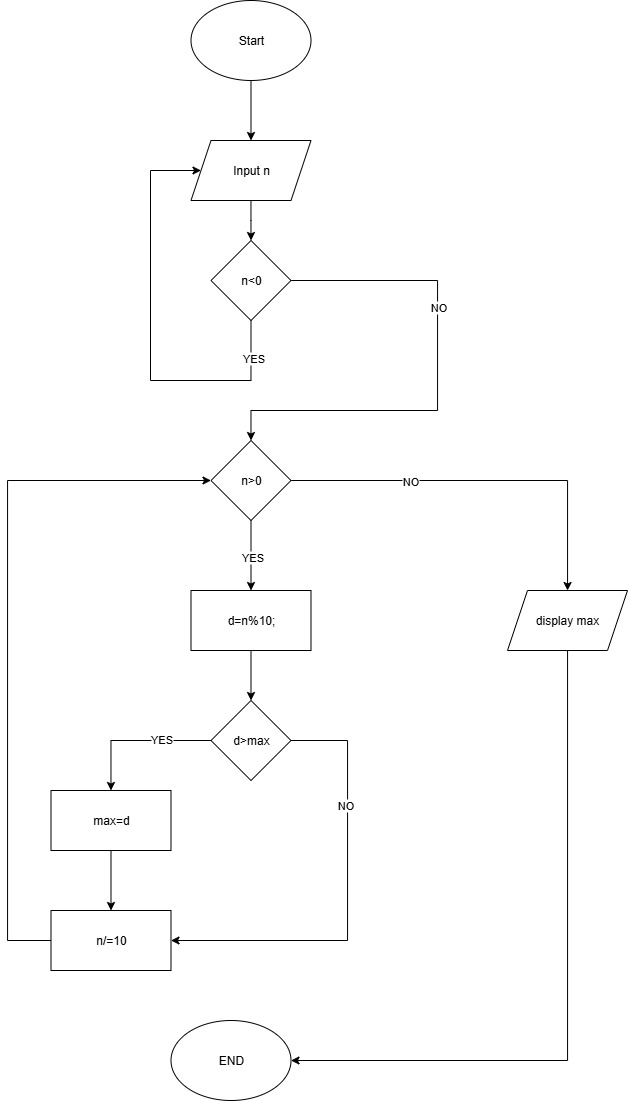 Start
Input n
n<0
NO
YES
n>0
NO
YES
d=n%10;
display max
d>max
YES
NO
max=d
n/=10
END